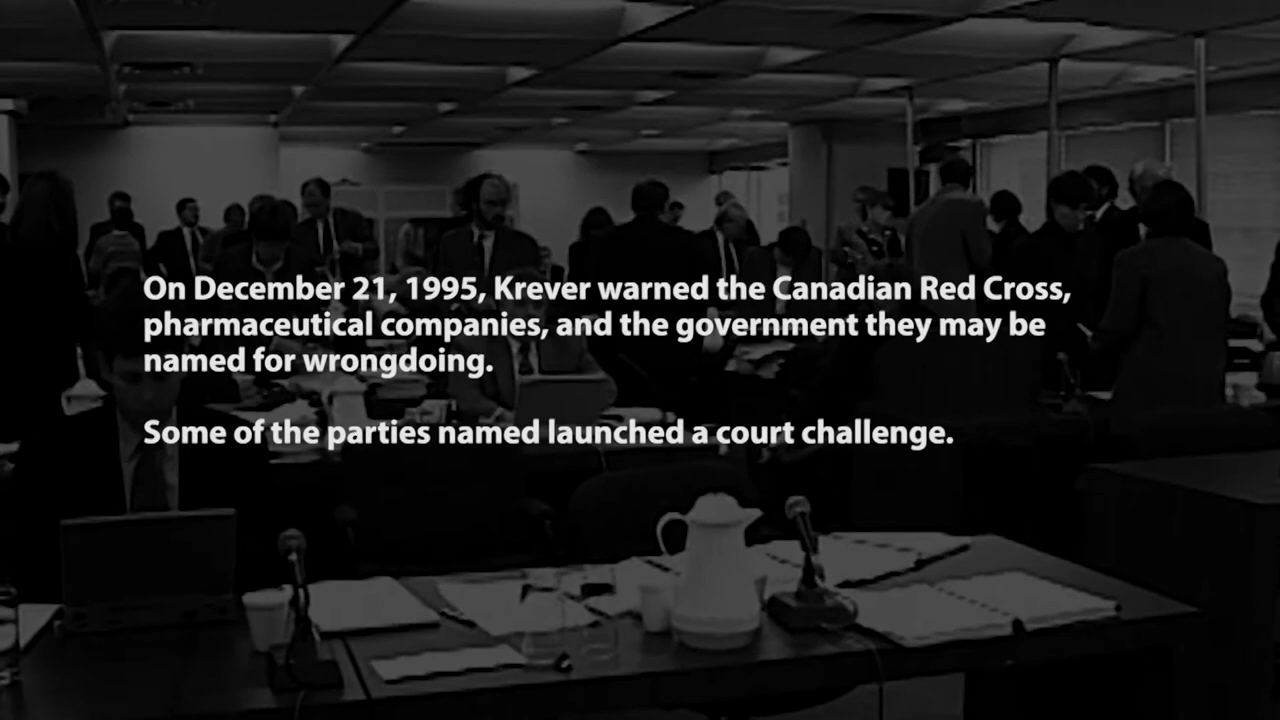 On December 21, 1995, Krever warned the Canadian Red Cross,
pharmaceutical companies, and the government they may be
named for wrongdoing.
Some of the parties named launched a court challenge.